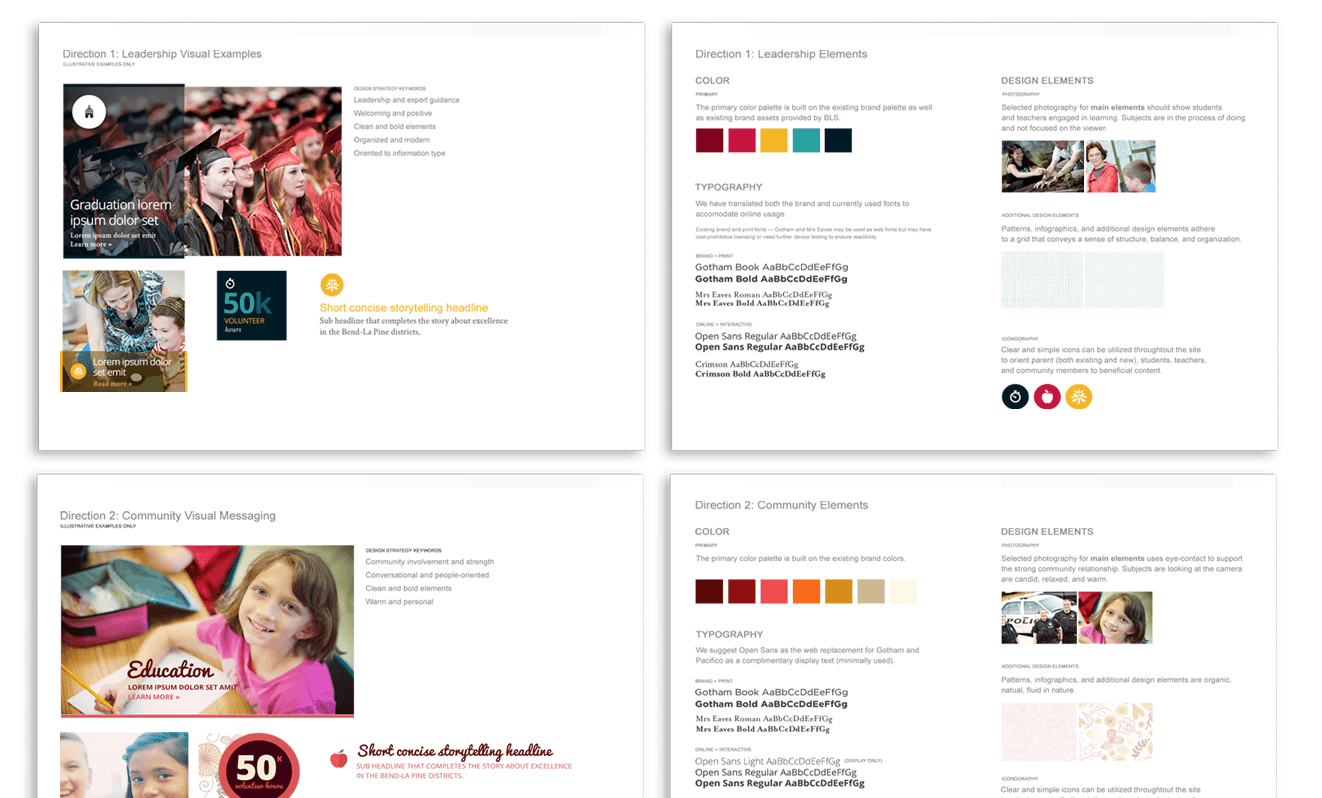 Direction 1: Leadership Visual Examples
ILLUSTRATIVE EXAMPLES ONLY
Graduation lorem
ipsum dolor set
Lorem ipsum dolor set emit
Learn more »
DESIGN STRATEGY KEYWORDS
Leadership and expert guidance
Welcoming and positive
Clean and bold elements
Organized and modern
Oriented to information type
Lorem ipsum dolor
set emit
Read more »
50k
VOLUNTEER
hours
Short concise storytelling headline
Sub headline that completes the story about excellence
in the Bend-La Pine districts.
Direction 1: Leadership Elements
COLOR
PRIMARY
The primary color palette is built on the existing brand palette as well
as existing brand assets provided by BLS.
TYPOGRAPHY
We have translated both the brand and currently used fonts to
accomodate online usage.
Existing brand and print fonts — Gotham and Mrs Eaves may be used as web fonts but may have
cost-prohibitive licensing or need further device testing to ensure readibility.
BRAND + PRINT
Gotham Book AaBbCcDdEeFfGg
Gotham Bold AaBbCcDdEeFfGg
Mrs Eaves Roman AaBbCcDdEeFfGg
Mrs Eaves Bold AaBbCcDdEeFfGg
ONLINE + INTERACTIVE
Open Sans Regular AaBbCcDdEeFfGg
Open Sans Regular AaBbCcDdEeFfGg
Crimson AaBbCcDdEeFfGg
Crimson Bold AaBbCcDdEeFfGg
DESIGN ELEMENTS
PHOTOGRAPHY
Selected photography for main elements should show students
and teachers engaged in learning. Subjects are in the process of doing
and not focused on the viewer.
ADDITIONAL DESIGN ELEMENTS
Patterns, infographics, and additional design elements adhere
to a grid that conveys a sense of structure, balance, and organization.
ICONOGRAPHY
Clear and simple icons can be utilized throughtout the site
to orient parent (both existing and new), students, teachers,
and community members to beneficial content.
Direction 2: Community Visual Messaging
ILLUSTRATIVE EXAMPLES ONLY
Education
LOREM IPSUM DOLOR SET AMIT
LEARN MORE »
DESIGN STRATEGY KEYWORDS
Community involvement and strength
Conversational and people-oriented
Clean and bold elements
Warm and personal
50K
volunteer hours
Short concise storytelling headline
SUB HEADLINE THAT COMPLETES THE STORY ABOUT EXCELLENCE
IN THE BEND-LA PINE DISTRICTS.
Direction 2: Community Elements
COLOR
PRIMARY
The primary color palette is built on the existing brand colors.
TYPOGRAPHY
We suggest Open Sans as the web replacement for Gotham and
Pacifico as a complimentary display text (minimally used).
BRAND + PRINT
Gotham Book AaBbCcDdEeFfGg
Gotham Bold AaBbCcDdEeFfGg
Mrs Eaves Roman AaBbCcDdEeFfGg
Mrs Eaves Bold AaBbCcDdEeFfGg
ONLINE + INTERACTIVE
Open Sans Light AaBbCcDdEeFfGg (DISPLAY ONLY)
Open Sans Regular AaBbCcDdEeFfGg
Open Sans Regular AaBbCcDdEeFfGg
DESIGN ELEMENTS
PHOTOGRAPHY
Selected photography for main elements uses eye-contact to support
the strong community relationship. Subjects are looking at the camera
are candid, relaxed, and warm.
ADDITIONAL DESIGN ELEMENTS
Patterns, infographics, and additional design elements are organic,
natual, fluid in nature.
ICONOGRAPHY
Clear and simple icons can be utilized throughtout the site